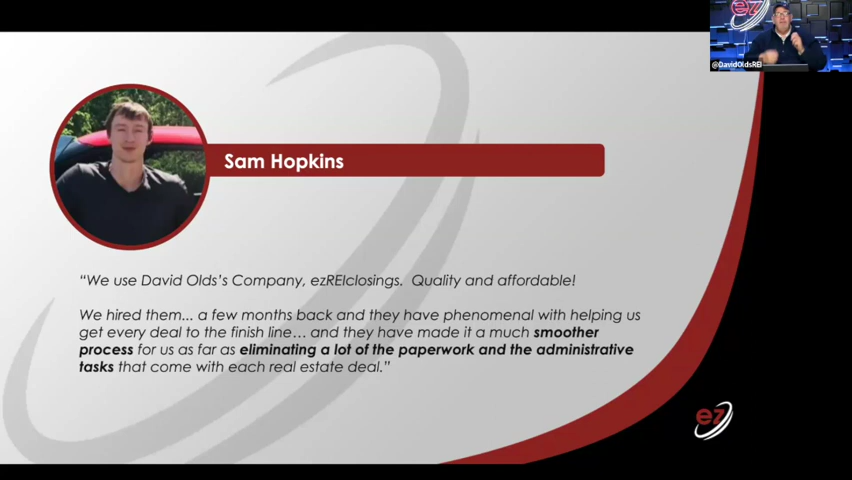 ez
@DavidOldsREI
Sam Hopkins
“We use David Olds’s Company, ezREIclosings. Quality and affordable!
We hired them... a few months back and they have phenomenal with helping us
get every deal to the finish line… and they have made it a much smoother
process for us as far as eliminating a lot of the paperwork and the administrative
tasks that come with each real estate deal.”
ez